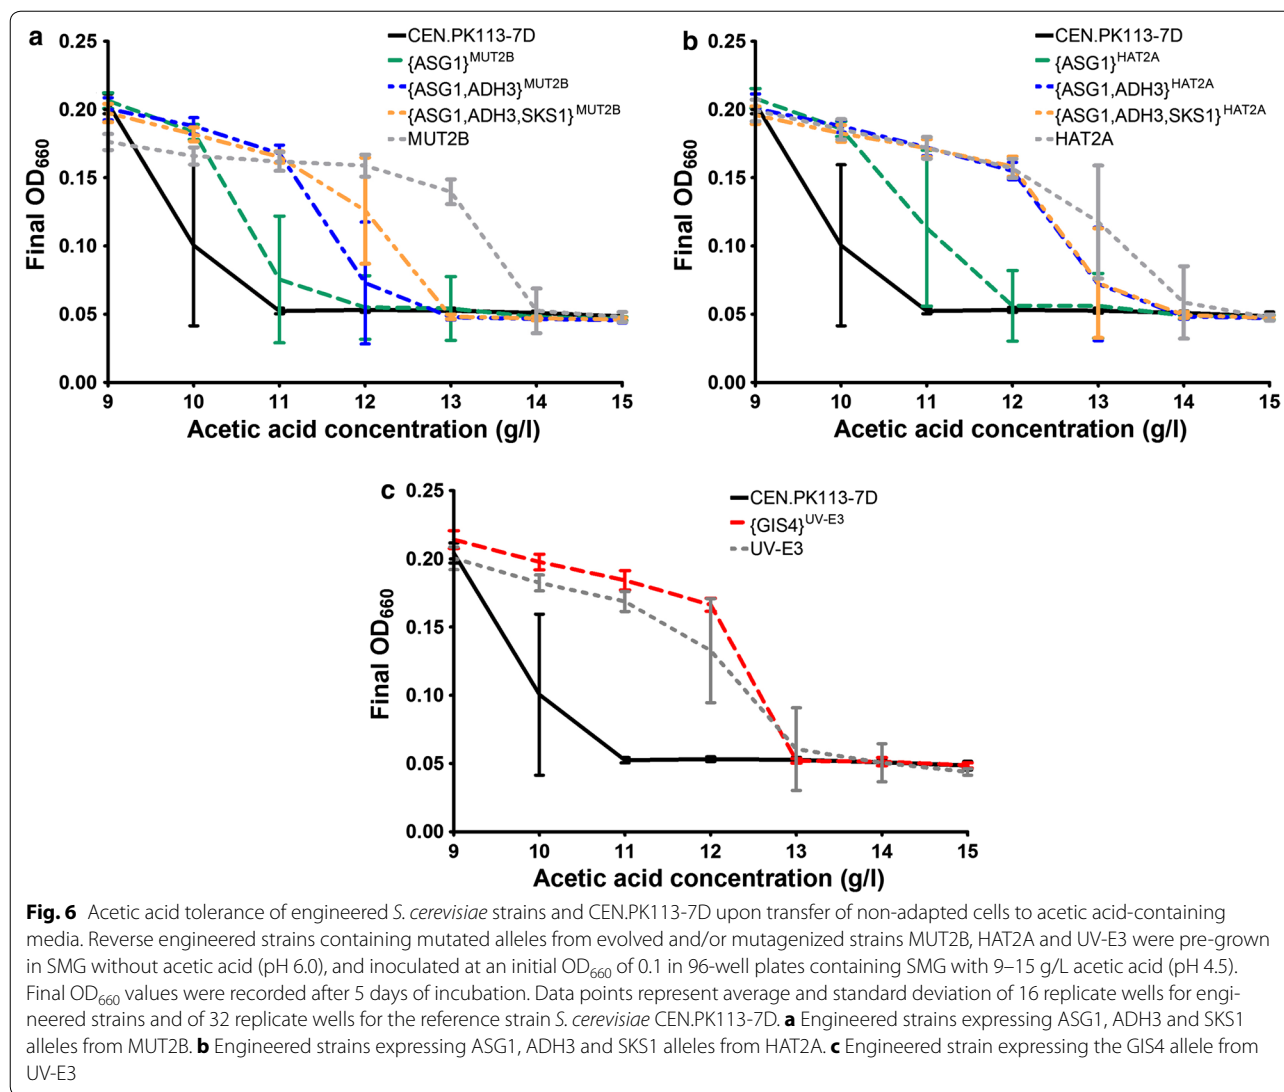 a
0.25
0.20
0.15
0.10
0.05
0.00
Final OD660
9 10 11 12 13 14 15
Acetic acid concentration (g/l)
CEN.PK113-7D
{ASG1}MUT2B
{ASG1,ADH3}MUT2B
{ASG1,ADH3,SKS1}MUT2B
MUT2B
b
0.25
0.20
0.15
0.10
0.05
0.00
Final OD660
9 10 11 12 13 14 15
Acetic acid concentration (g/l)
CEN.PK113-7D
{ASG1}HAT2A
{ASG1,ADH3}HAT2A
{ASG1,ADH3,SKS1}HAT2A
HAT2A
c
0.25
0.20
0.15
0.10
0.05
0.00
Final OD660
9 10 11 12 13 14 15
Acetic acid concentration (g/l)
CEN.PK113-7D
{GIS4}UV-E3
UV-E3
Fig. 6 Acetic acid tolerance of engineered S. cerevisiae strains and CEN.PK113-7D upon transfer of non-adapted cells to acetic acid-containing
media. Reverse engineered strains containing mutated alleles from evolved and/or mutagenized strains MUT2B, HAT2A and UV-E3 were pre-grown
in SMG without acetic acid (pH 6.0), and inoculated at an initial OD660 of 0.1 in 96-well plates containing SMG with 9–15 g/L acetic acid (pH 4.5).
Final OD660 values were recorded after 5 days of incubation. Data points represent average and standard deviation of 16 replicate wells for engi-
neered strains and of 32 replicate wells for the reference strain S. cerevisiae CEN.PK113-7D. a Engineered strains expressing ASG1, ADH3 and SKS1
alleles from MUT2B. b Engineered strains expressing ASG1, ADH3 and SKS1 alleles from HAT2A. c Engineered strain expressing the GIS4 allele from
UV-E3